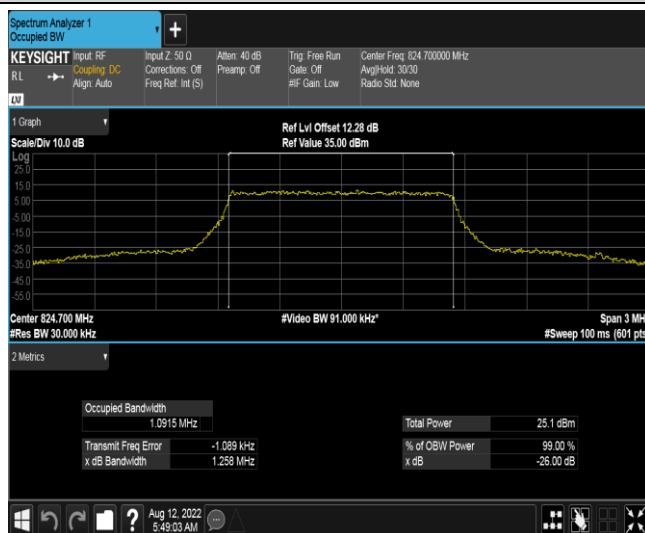 Spectrum Analyzer 1
Occupied BW
+
KEYSIGHT
RL
LXI
Input: RF
Coupling: DC
Align: Auto
Input Z: 50 Ω
Corrections: Off
Freq Ref: Int (S)
Atten: 40 dB
Preamp: Off
Trig: Free Run
Gate: Off
#IF Gain: Low
Center Freq: 824.700000 MHz
Avg|Hold: 30/30
Radio Std: None
1 Graph
Scale/Div 10.0 dB
Ref Lvl Offset 12.28 dB
Ref Value 35.00 dBm
Log
25.0
15.0
5.00
-5.00
-15.0
-25.0
-35.0
-45.0
-55.0
Center 824.700 MHz
#Video BW 91.000 kHz*
Span 3 MH
#Res BW 30.000 kHz
#Sweep 100 ms (601 pts
2 Metrics
Occupied Bandwidth
1.0915 MHz
Total Power 25.1 dBm
Transmit Freq Error -1.089 kHz
% of OBW Power 99.00 %
x dB Bandwidth 1.258 MHz
x dB -26.00 dB
?
Aug 12, 2022
5:49:03 AM